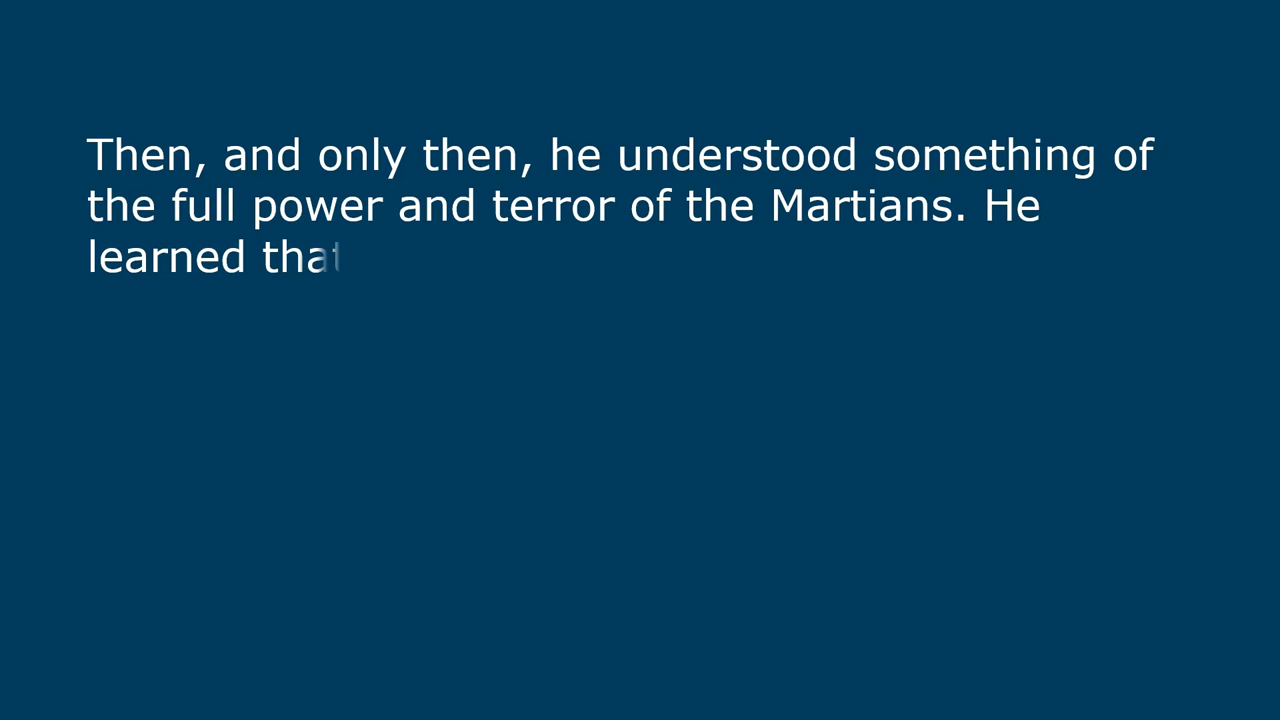 Then, and only then, he understood something of
the full power and terror of the Martians. He
learned that